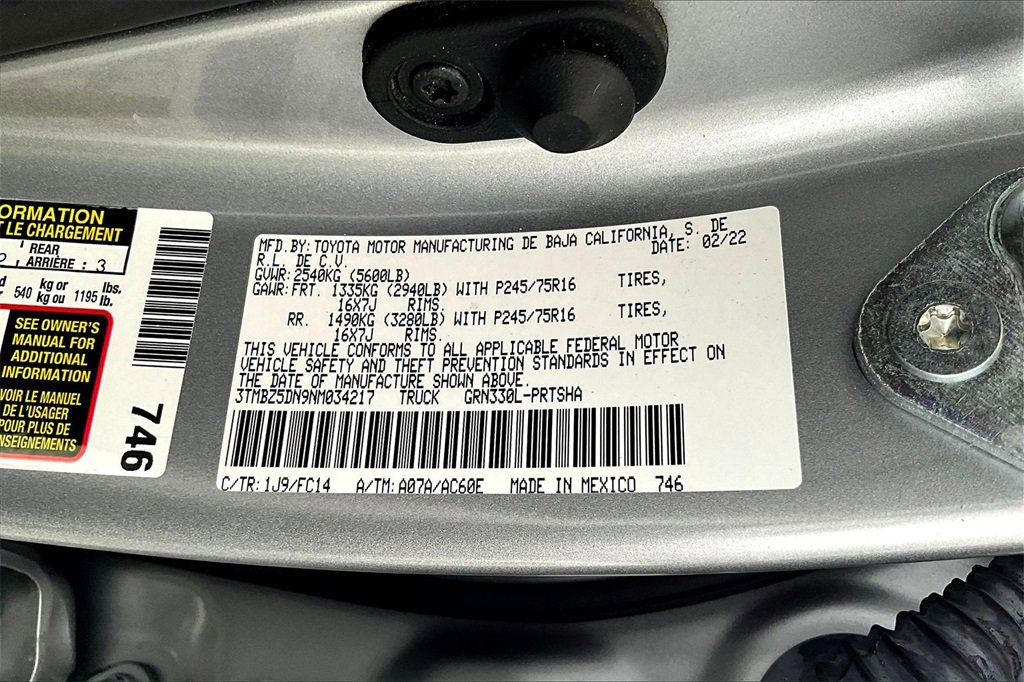 ORMATION
T LE CHARGEMENT
REAR
ARRIÈRE : 3
kg or lbs.
540 kg ou 1195 lb.
SEE OWNER'S
MANUAL FOR
ADDITIONAL
INFORMATION
VOIR LE MANUEL
DE L'USAGER
POUR PLUS DE
NSEIGNEMENTS
746
MFD. BY: TOYOTA MOTOR MANUFACTURING DE BAJA CALIFORNIA, S. DE
R.L. DE C.V. DATE: 02/22
GVWR: 2540KG (5600LB)
GAWR: FRT. 1335KG (2940LB) WITH P245/75R16 TIRES,
16X7J RIMS.
RR. 1490KG (3280LB) WITH P245/75R16 TIRES,
16X7J RIMS.
THIS VEHICLE CONFORMS TO ALL APPLICABLE FEDERAL MOTOR
VEHICLE SAFETY AND THEFT PREVENTION STANDARDS IN EFFECT ON
THE DATE OF MANUFACTURE SHOWN ABOVE.
3TMBZ5DN9NM034217 TRUCK GRN330L-PRTSHA
C/TR: 1J9/FC14 A/TM: A07A/AC60E MADE IN MEXICO 746